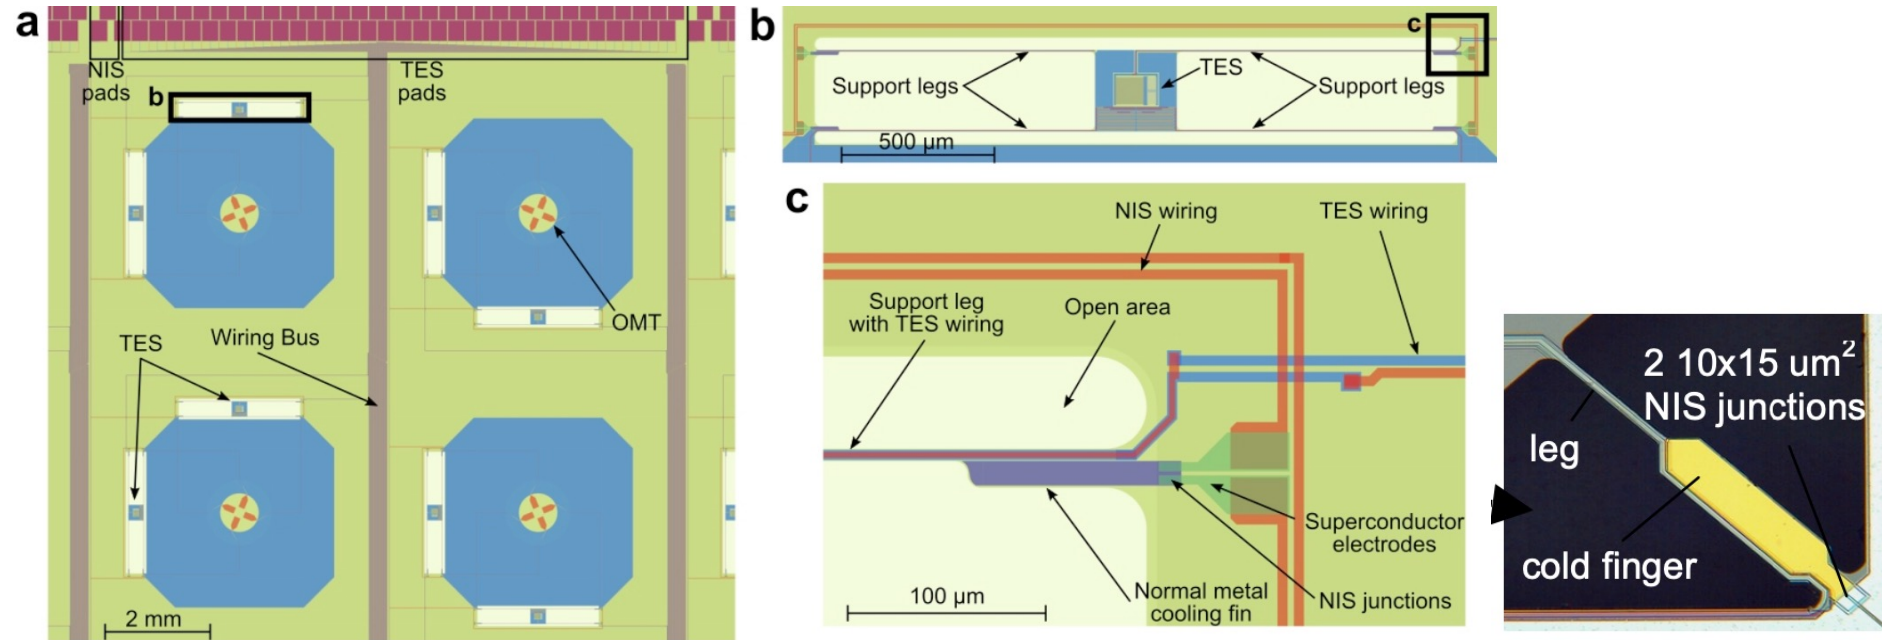 a
NIS
pads
TES
pads
b
OMT
TES
Wiring Bus
2 mm
b
c
Support legs
TES
Support legs
500 µm
c
NIS wiring
TES wiring
Support leg
with TES wiring
Open area
Superconductor
electrodes
Normal metal
cooling fin
NIS junctions
100 µm
2 10x15 um²
NIS junctions
leg
cold finger